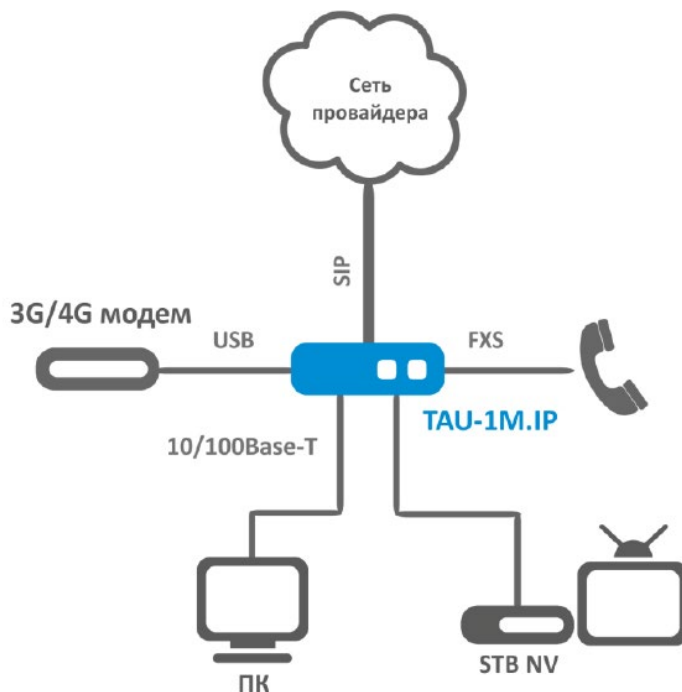 Сеть
провайдера
SIP
3G/4G модем
USB
FXS
TAU-1M.IP
10/100Base-T
STB NV
ПК